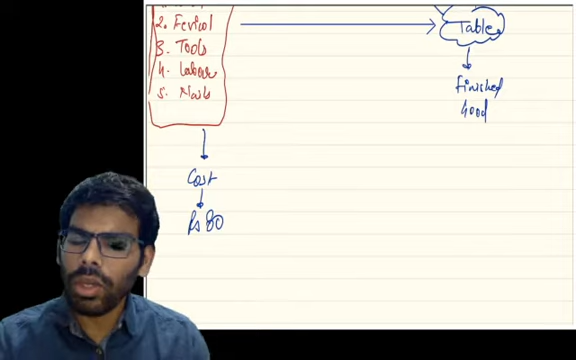 2. Fevicol
3. Tools
4. Labour
5. Nails
Table
Finished
Good
Cost
Rs 80